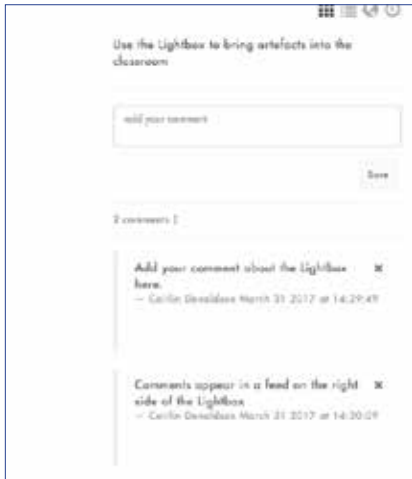 Use the Lightbox to bring artefacts into the
classroom
add your comment
Save
2 comments
Add your comment about the Lightbox
here.
— Caitlin Donaldson March 31 2017 at 14:29:49
Comments appear in a feed on the right
side of the Lightbox
— Caitlin Donaldson March 31 2017 at 14:30:09